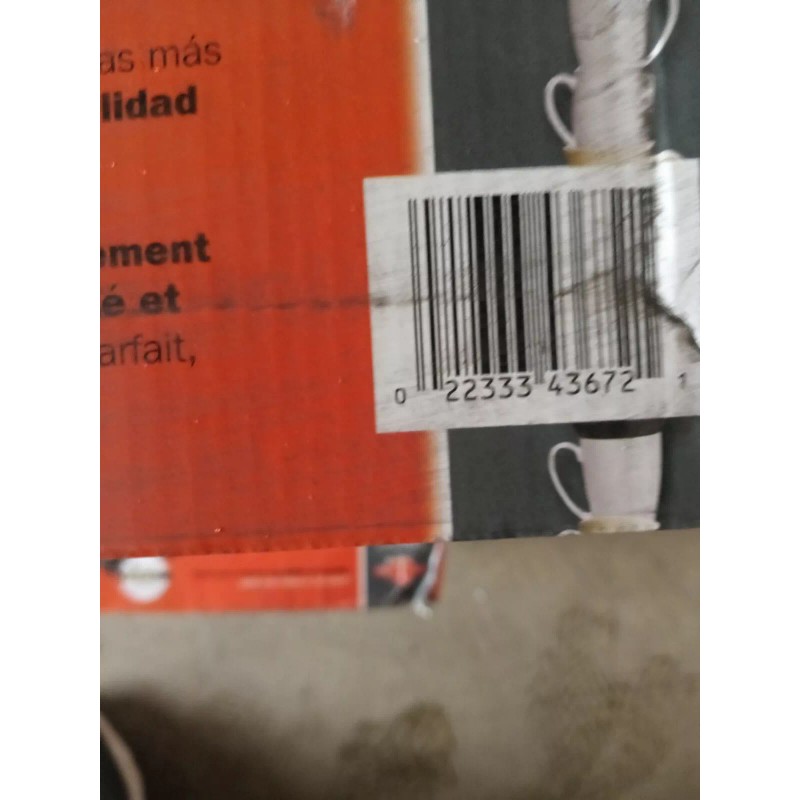 as más
lidad
ement
é et
arfait,
0 22333 43672 1